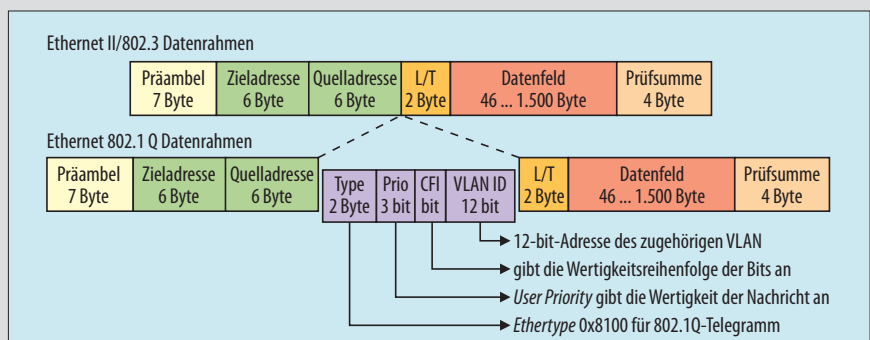 Ethernet II/802.3 Datenrahmen
Präambel Zieladresse Quelladresse L/T Datenfeld Prüfsumme
7 Byte 6 Byte 6 Byte 2 Byte 46 ... 1.500 Byte 4 Byte
Ethernet 802.1 Q Datenrahmen
Präambel Zieladresse Quelladresse Type Prio CFI VLAN ID L/T Datenfeld Prüfsumme
7 Byte 6 Byte 6 Byte 2 Byte 3 bit bit 12 bit 2 Byte 46 ... 1.500 Byte 4 Byte
12-bit-Adresse des zugehörigen VLAN
gibt die Wertigkeitsreihenfolge der Bits an
User Priority gibt die Wertigkeit der Nachricht an
Ethertype 0x8100 für 802.1Q-Telegramm